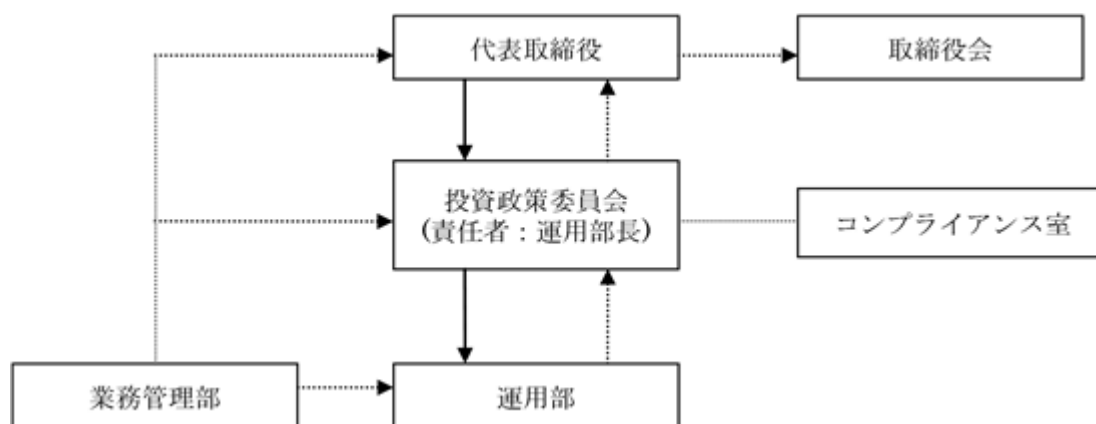 代表取締役
取締役会
投資政策委員会
(責任者：運用部長)
コンプライアンス室
業務管理部
運用部